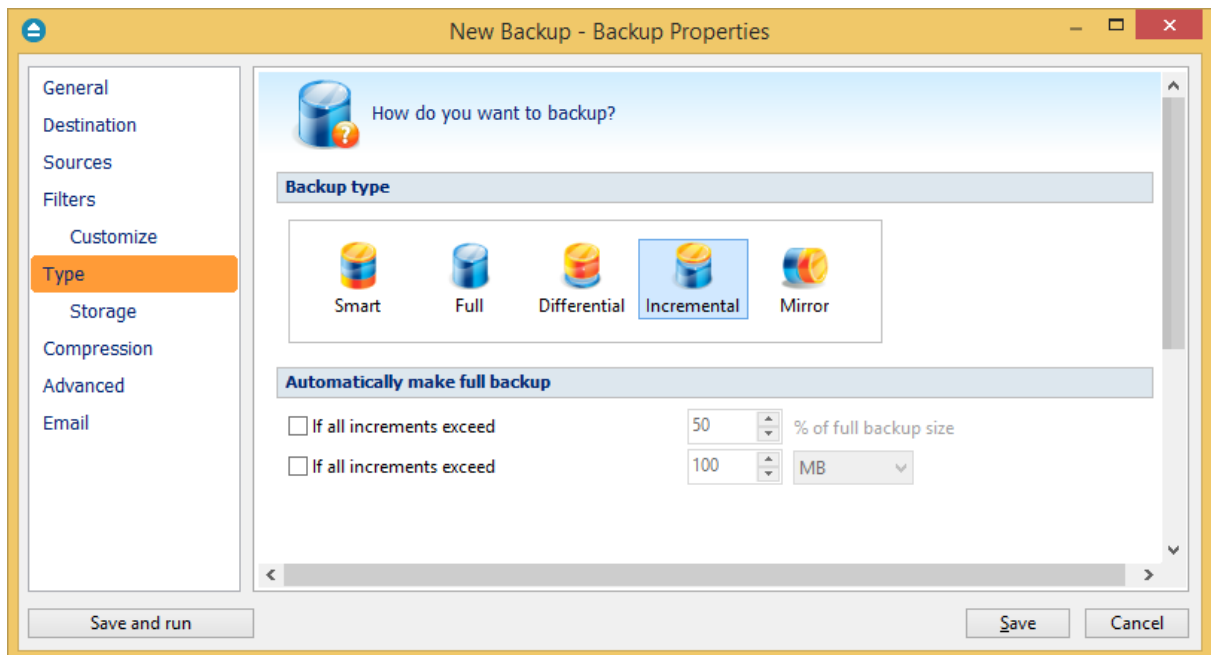 New Backup - Backup Properties
General
Destination
Sources
Filters
Customize
Type
Storage
Compression
Advanced
Email
How do you want to backup?
Backup type
Smart Full Differential Incremental Mirror
Automatically make full backup
If all increments exceed 50 % of full backup size
If all increments exceed 100 MB
Save and run Save Cancel